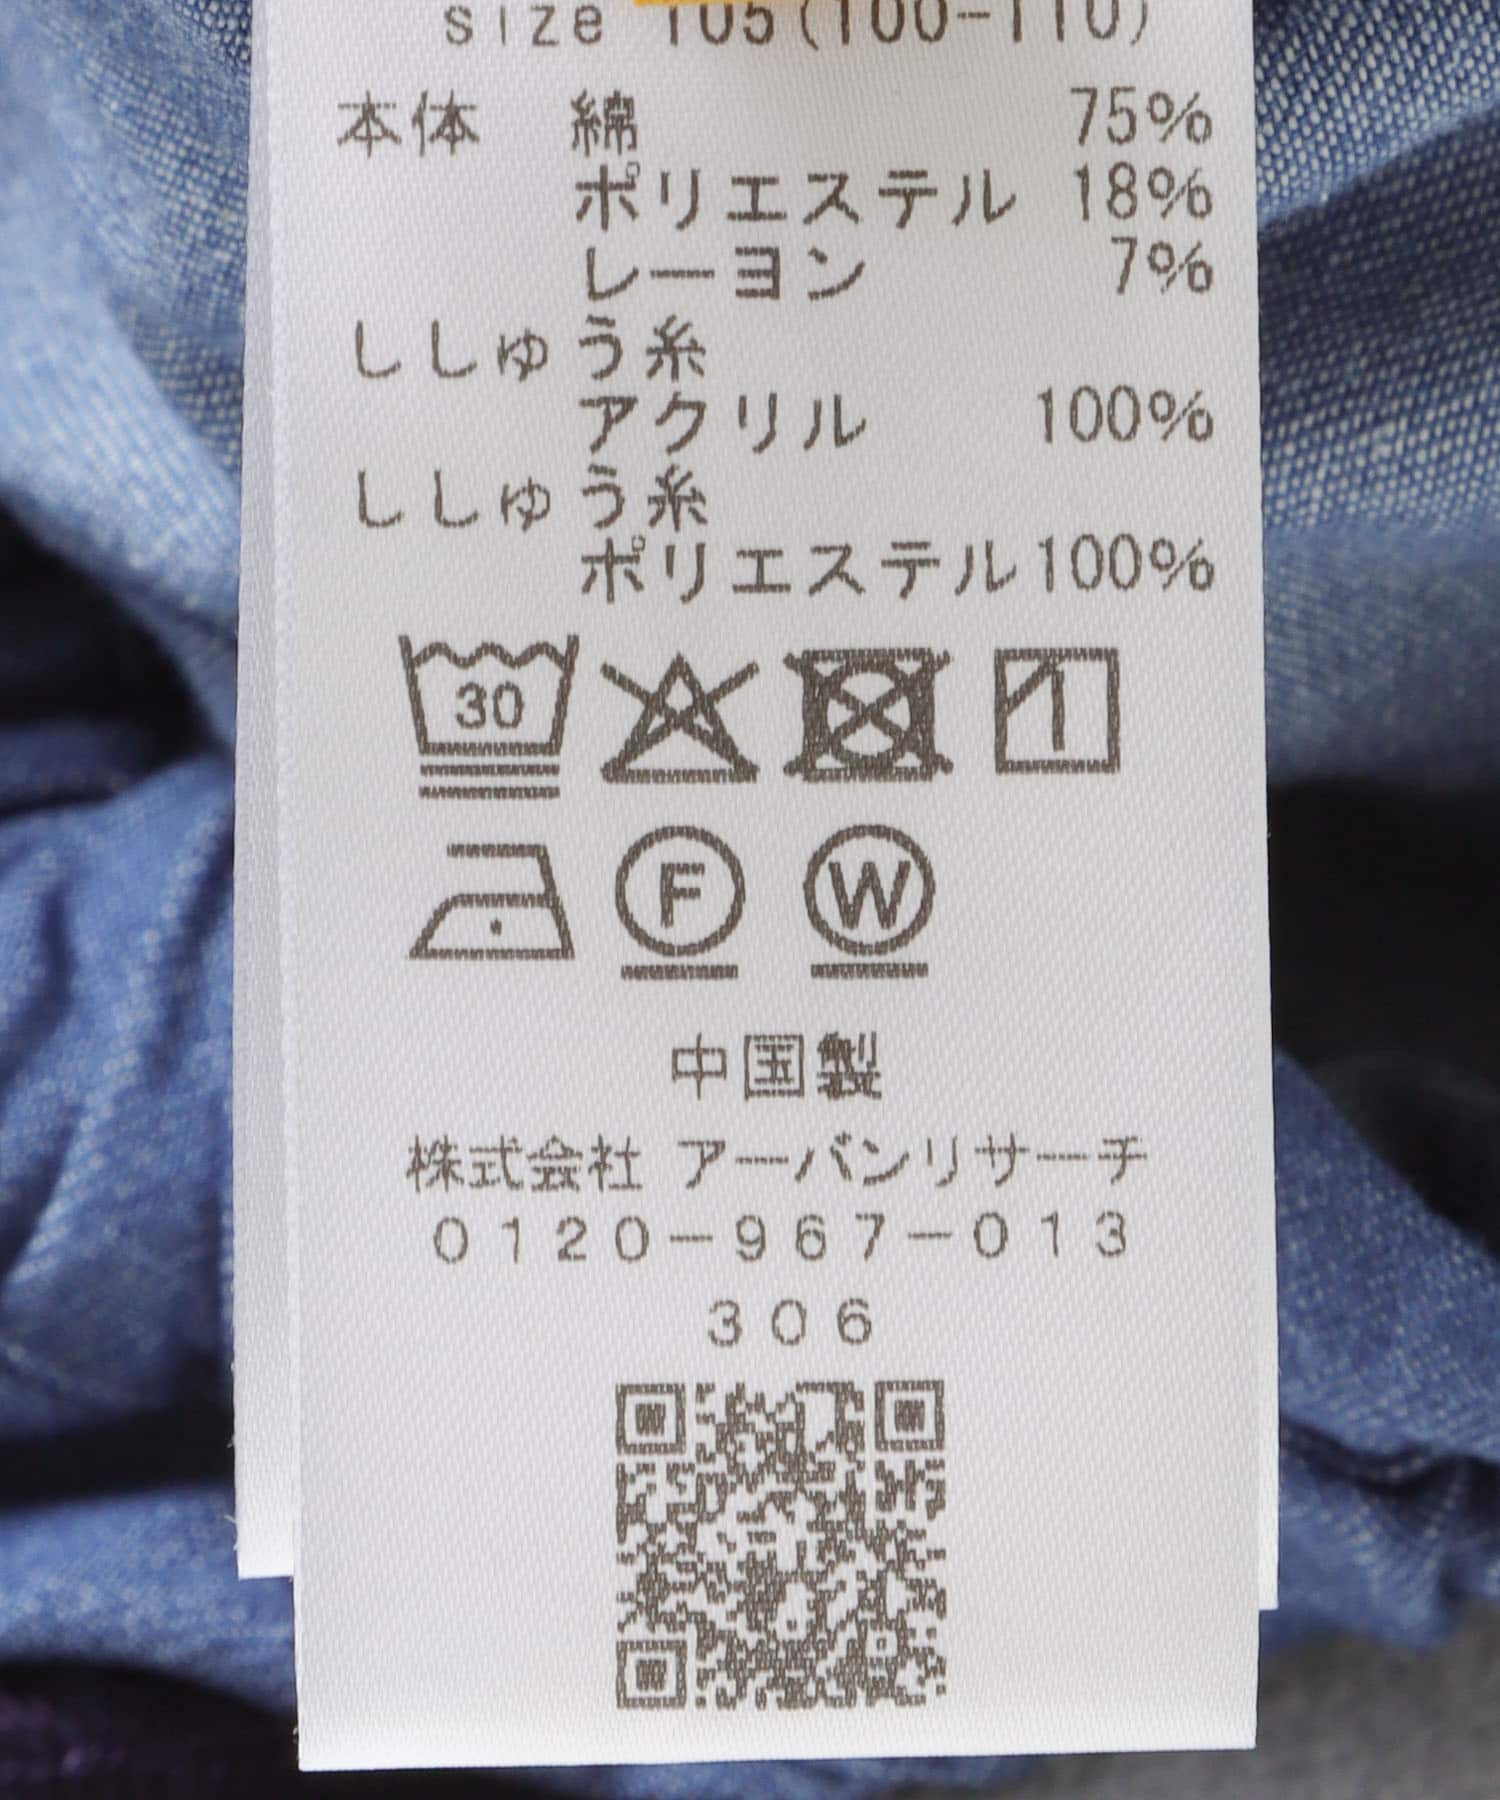 size 105(100-110)
本体 綿 75%
ポリエステル 18%
レーヨン 7%
ししゅう糸
アクリル 100%
ししゅう糸
ポリエステル100%
30
F W
中国製
株式会社 アーバンリサーチ
0120-967-013
306